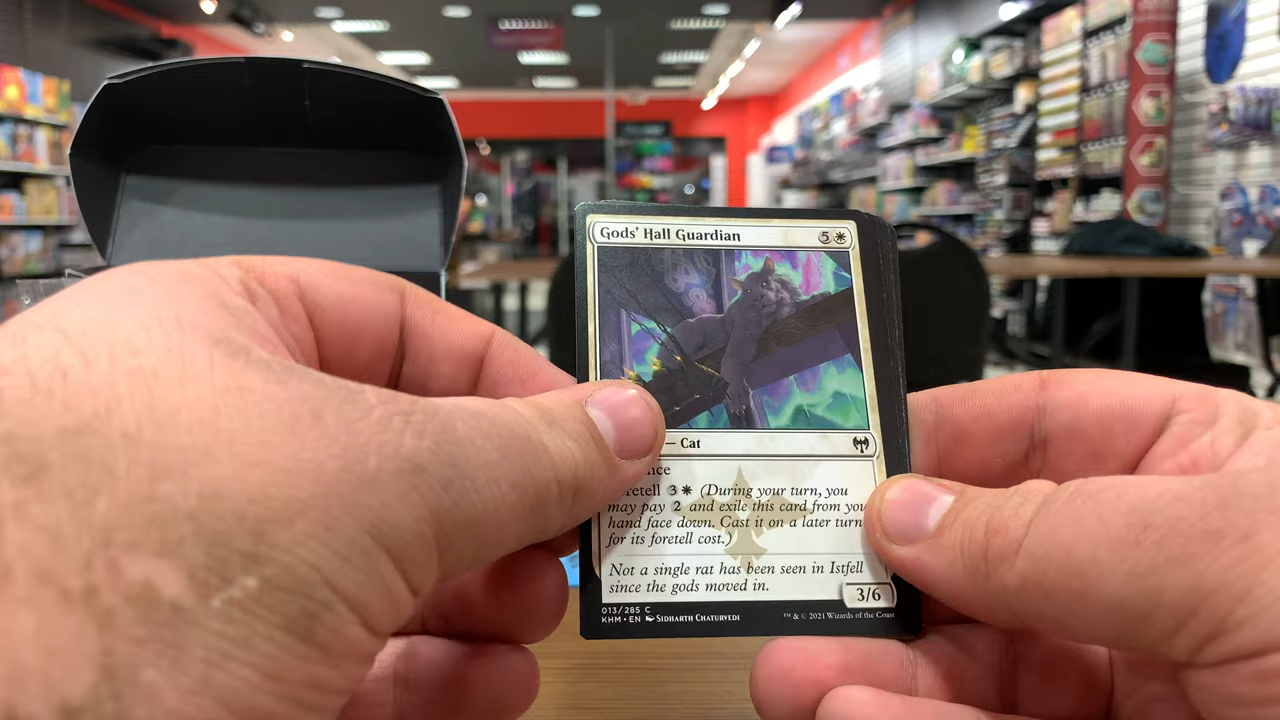 Gods' Hall Guardian 5
— Cat
nce
retell 3 (During your turn, you
may pay 2 and exile this card from you
hand face down. Cast it on a later turn
for its foretell cost.)
Not a single rat has been seen in Istfell
since the gods moved in.
3/6
013/285 C
KHM • EN SIDHARTH CHATURVEDI
™ & © 2021 Wizards of the Coast